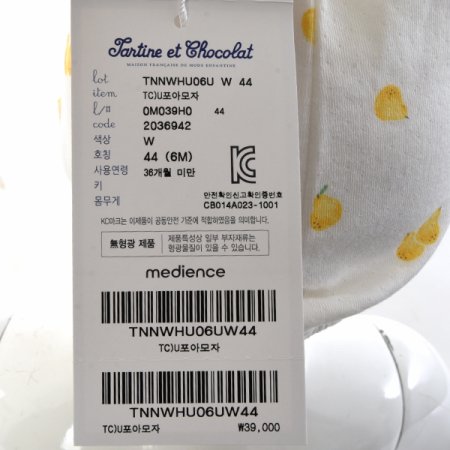 Tartine et Chocolat
MAISON FRANÇAISE DE MODE ENFANTINE
lot TNNWHU06U W 44
item TC)U포아모자
l/# 0M039H0 44
code 2036942
색상 W
호칭 44 (6M)
사용연령 36개월 미만
키
몸무게
안전확인신고확인증번호
CB014A023-1001
KC마크는 이제품이 공통안전 기준에 적합하였음을 의미합니다.
無형광 제품
제품특성상 일부 부자재류는
형광물질이 있을 수 있습니다.
medience
TNNWHU06UW44
TC)U포아모자
TNNWHU06UW44
TC)U포아모자 ₩39,000